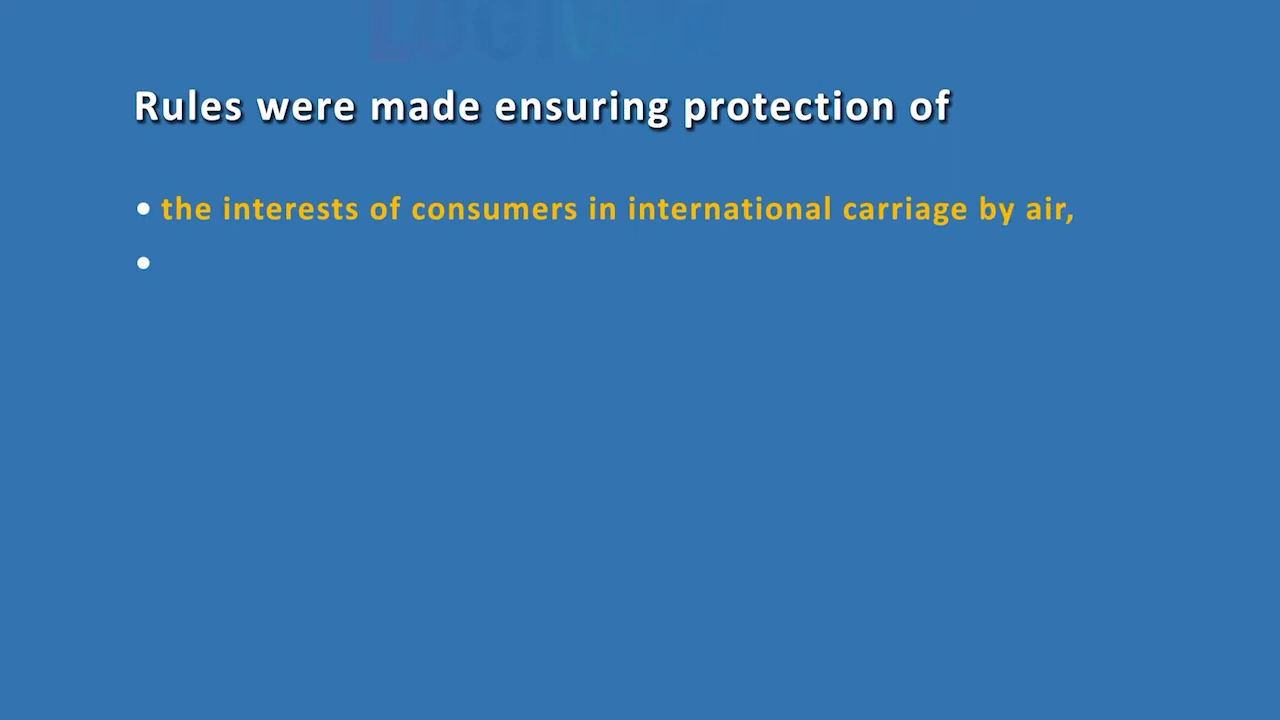 Rules were made ensuring protection of
• the interests of consumers in international carriage by air,
•